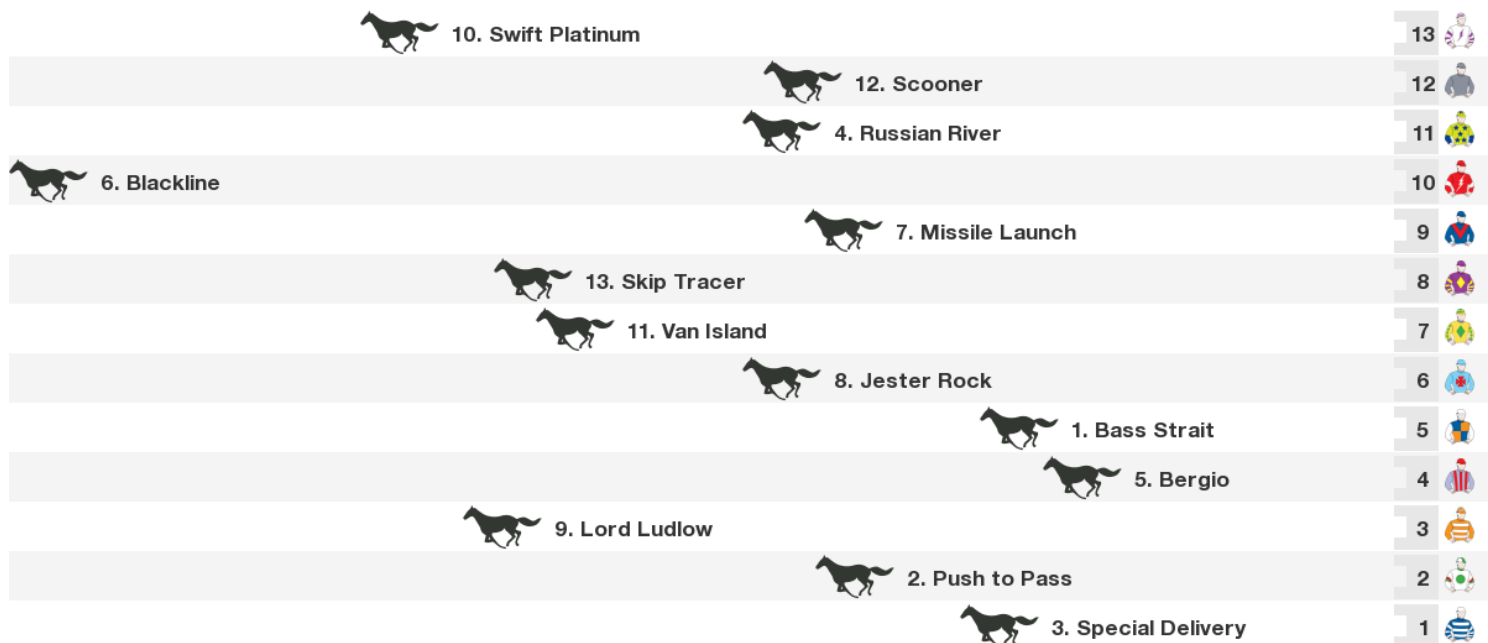 10. Swift Platinum 13
12. Scooner 12
4. Russian River 11
6. Blackline 10
7. Missile Launch 9
13. Skip Tracer 8
11. Van Island 7
8. Jester Rock 6
1. Bass Strait 5
5. Bergio 4
9. Lord Ludlow 3
2. Push to Pass 2
3. Special Delivery 1